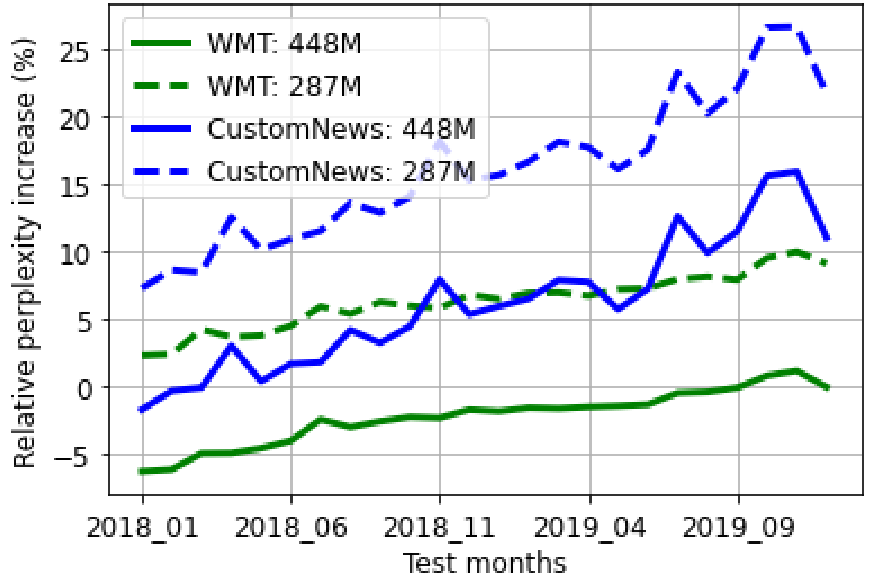 Relative perplexity increase (%)
25
20
15
10
5
0
−5
WMT: 448M
WMT: 287M
CustomNews: 448M
CustomNews: 287M
2018_01 2018_06 2018_11 2019_04 2019_09
Test months